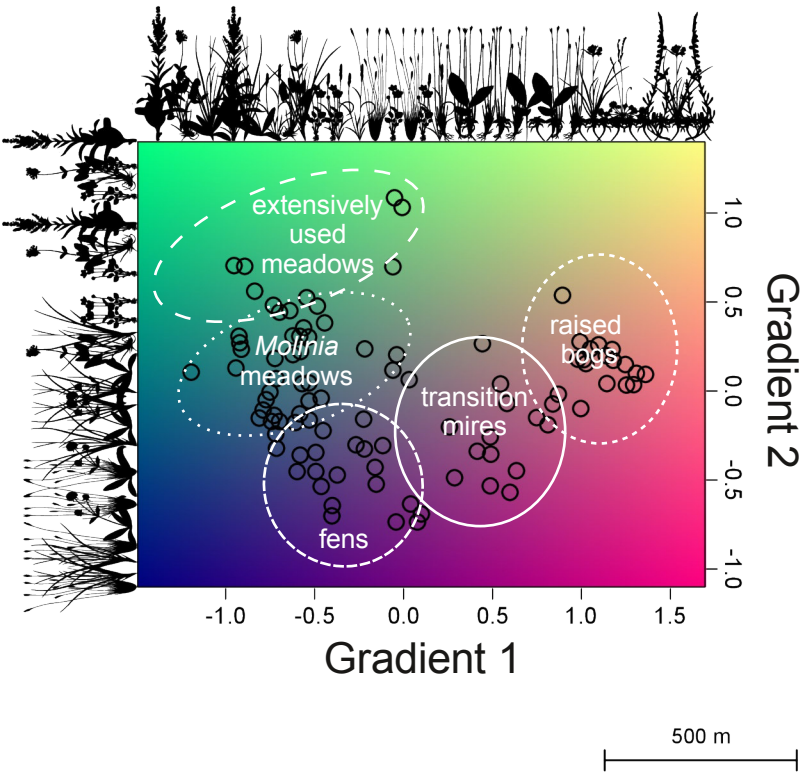 extensively
used
meadows
Molinia
meadows
raised
bogs
transition
mires
fens
1.0
0.5
0.0
-0.5
-1.0
Gradient 2
-1.0
-0.5
0.0
0.5
1.0
1.5
Gradient 1
500 m